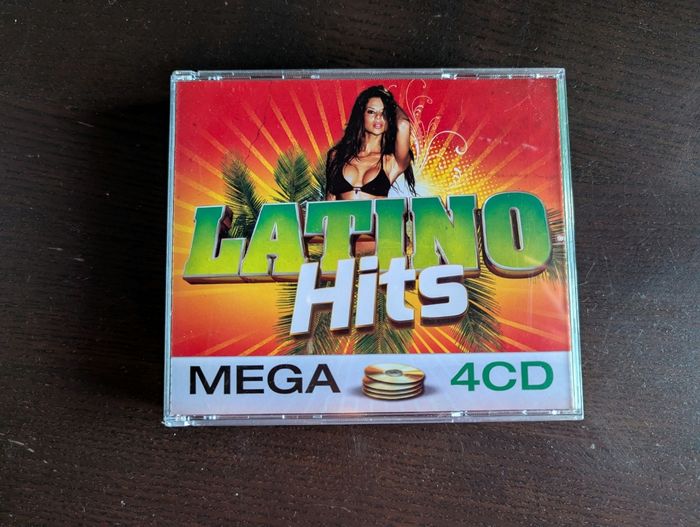 LATINO
Hits
MEGA 4CD